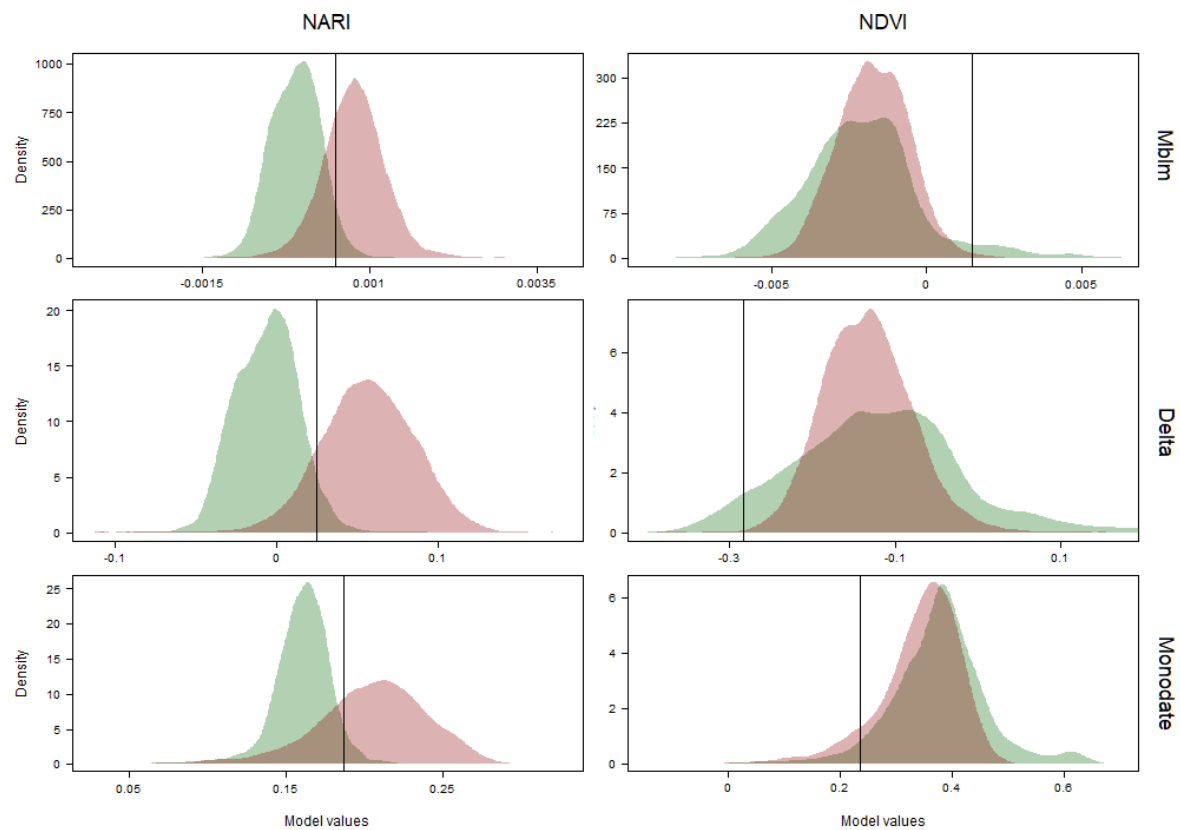 NARI NDVI
1000
750
500
250
0
Density
-0.0015 0.001 0.0035
300
225
150
75
0
-0.005 0 0.005
Mblm
20
15
10
5
0
Density
-0.1 0 0.1
6
4
2
0
-0.3 -0.1 0.1
Delta
25
20
15
10
5
0
Density
0.05 0.15 0.25
Model values
6
4
2
0
0 0.2 0.4 0.6
Model values
Monodate